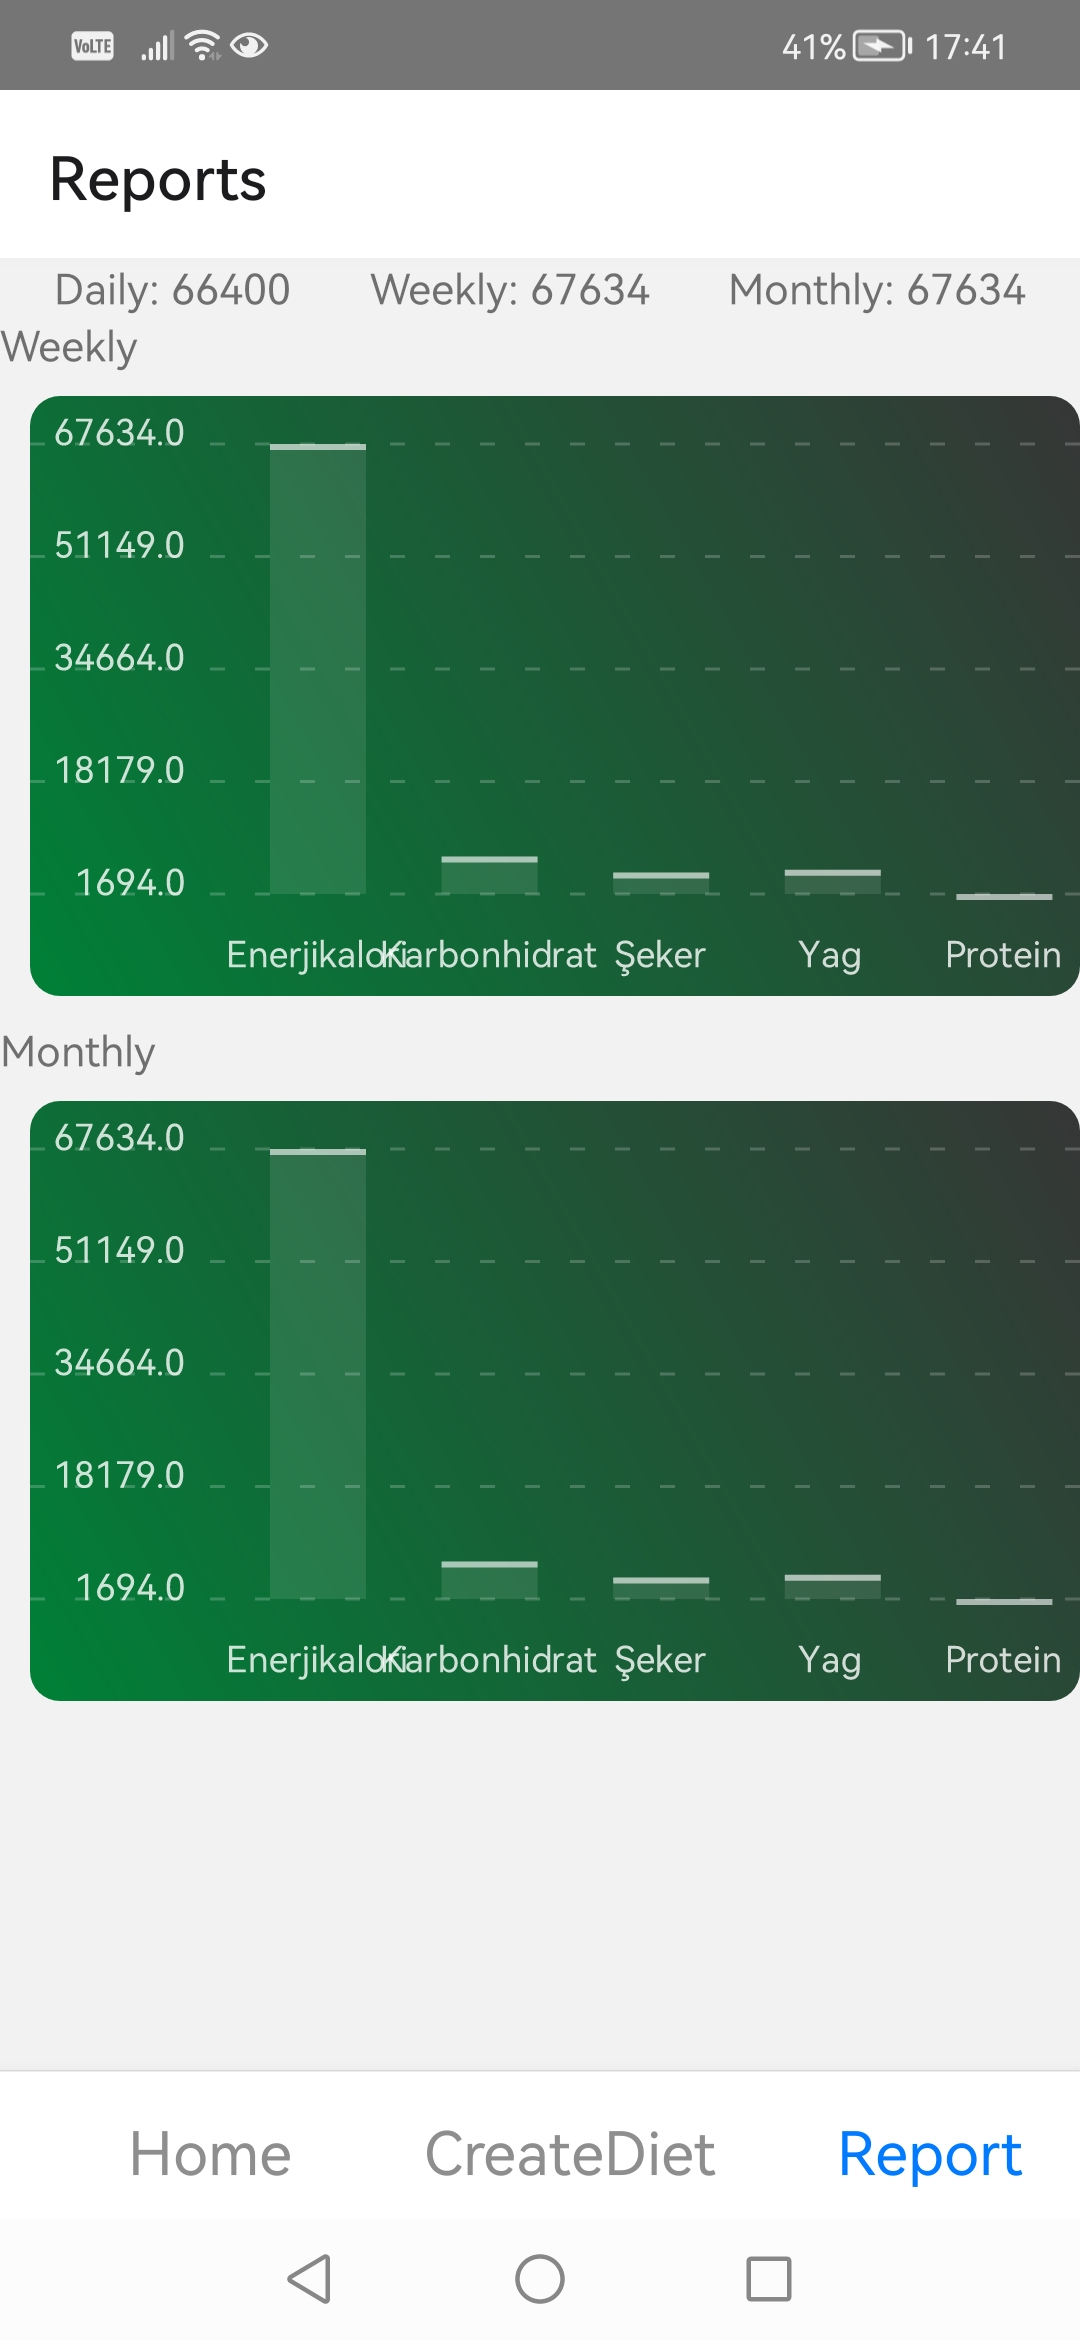 VoLTE 41% 17:41
Reports
Daily: 66400 Weekly: 67634 Monthly: 67634
Weekly
67634.0
51149.0
34664.0
18179.0
1694.0
Enerjikalori Karbonhidrat Şeker Yag Protein
Monthly
67634.0
51149.0
34664.0
18179.0
1694.0
Enerjikalori Karbonhidrat Şeker Yag Protein
Home CreateDiet Report